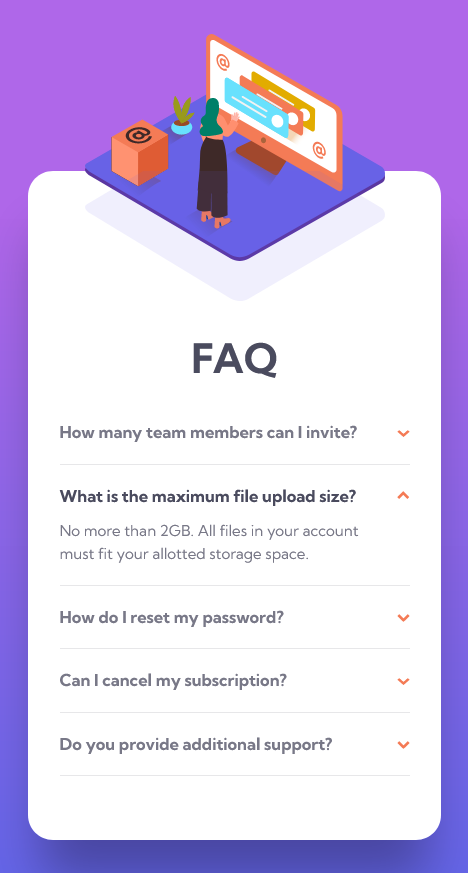 @
@
@
FAQ
How many team members can I invite?
What is the maximum file upload size?
No more than 2GB. All files in your account
must fit your allotted storage space.
How do I reset my password?
Can I cancel my subscription?
Do you provide additional support?